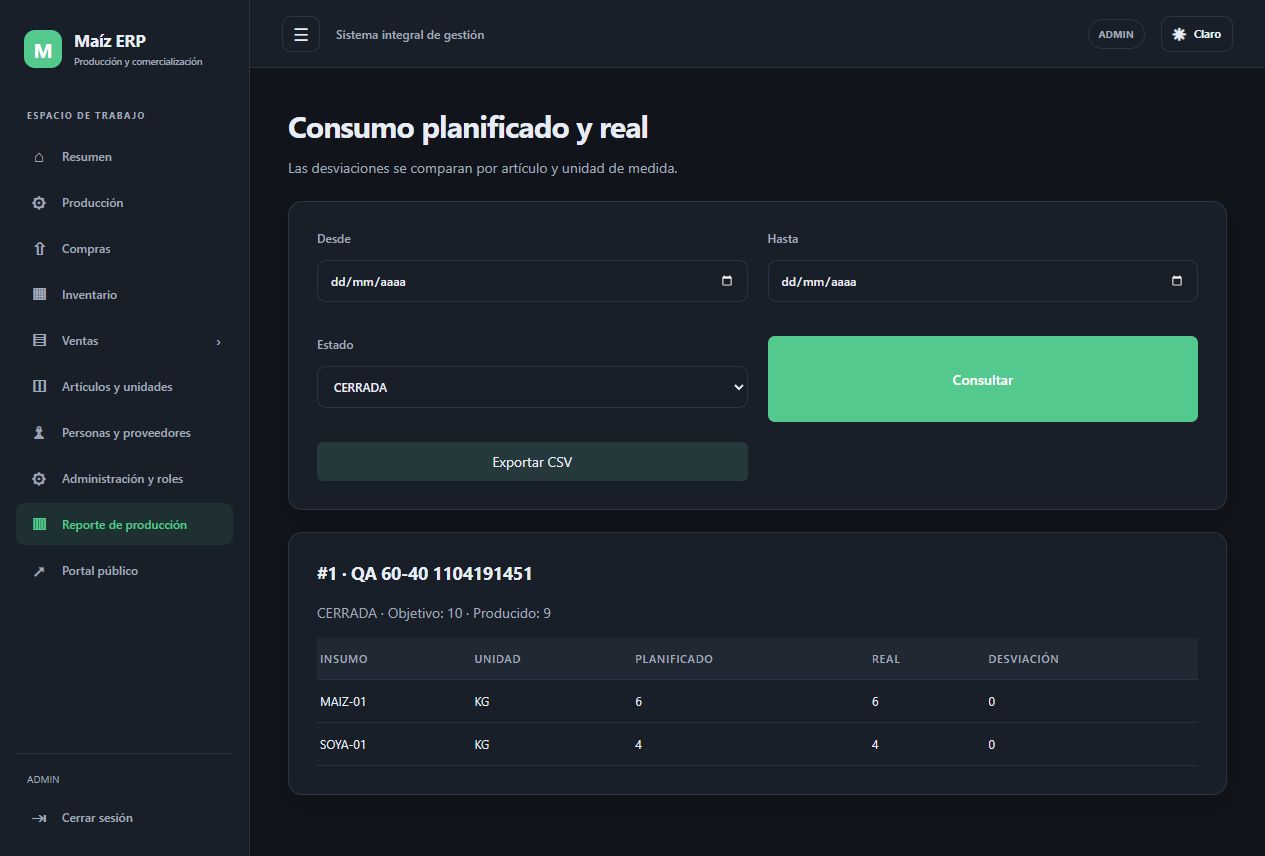 M
Maíz ERP
Producción y comercialización
ESPACIO DE TRABAJO
Resumen
Producción
Compras
Inventario
Ventas
Artículos y unidades
Personas y proveedores
Administración y roles
Reporte de producción
Portal público
ADMIN
Cerrar sesión
Sistema integral de gestión
ADMIN
Claro
Consumo planificado y real
Las desviaciones se comparan por artículo y unidad de medida.
Desde
Hasta
dd/mm/aaaa
dd/mm/aaaa
Estado
CERRADA
Consultar
Exportar CSV
#1 · QA 60-40 1104191451
CERRADA · Objetivo: 10 · Producido: 9
INSUMO UNIDAD PLANIFICADO REAL DESVIACIÓN
MAIZ-01 KG 6 6 0
SOYA-01 KG 4 4 0